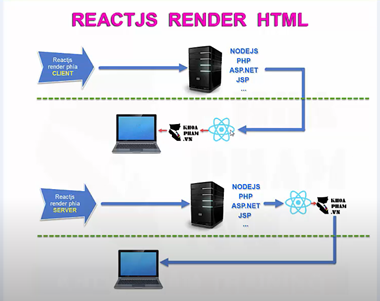 REACTJS RENDER HTML
Reactjs
render phía
CLIENT
NODEJS
PHP
ASP.NET
JSP
...
KHOA
PHAM
.VN
Reactjs
render phía
SERVER
NODEJS
PHP
ASP.NET
JSP
...
KHOA
PHAM
.VN